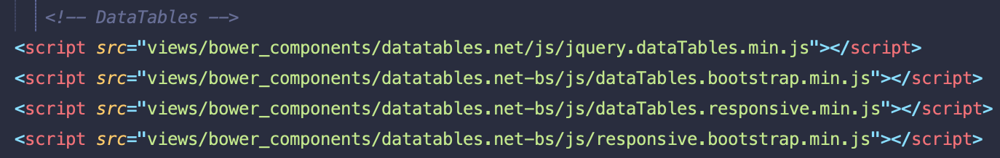 <!-- DataTables -->
<script src="views/bower_components/datatables.net/js/jquery.dataTables.min.js"></script>
<script src="views/bower_components/datatables.net-bs/js/dataTables.bootstrap.min.js"></script>
<script src="views/bower_components/datatables.net-bs/js/dataTables.responsive.min.js"></script>
<script src="views/bower_components/datatables.net-bs/js/responsive.bootstrap.min.js"></script>